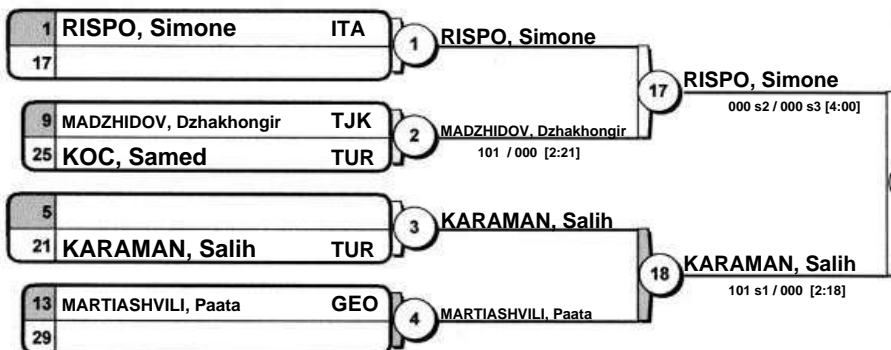 1 RISPO, Simone ITA
17
1 RISPO, Simone
9 MADZHIDOV, Dzhakhongir TJK
25 KOC, Samed TUR
2 MADZHIDOV, Dzhakhongir
101 / 000 [2:21]
17 RISPO, Simone
000 s2 / 000 s3 [4:00]
5
21 KARAMAN, Salih TUR
3 KARAMAN, Salih
13 MARTIASHVILI, Paata GEO
29
4 MARTIASHVILI, Paata
18 KARAMAN, Salih
101 s1 / 000 [2:18]